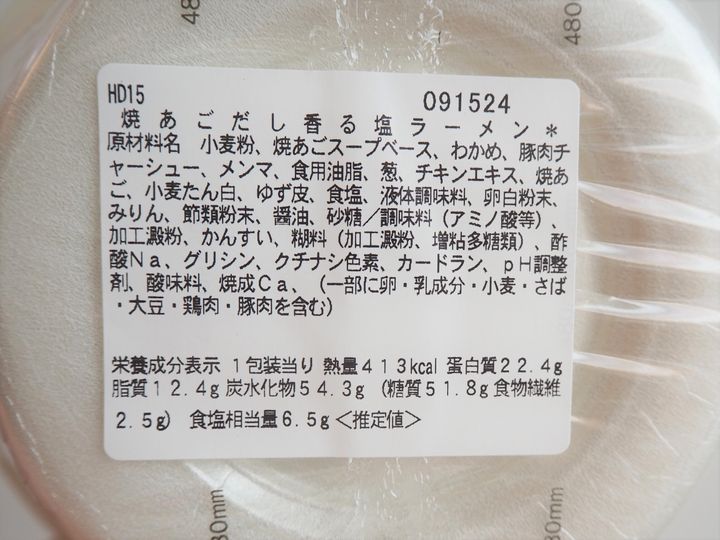 480
480
HD15 091524
焼あごだし香る塩ラーメン*
原材料名 小麦粉、焼あごスープベース、わかめ、豚肉チ
ャーシュー、メンマ、食用油脂、葱、チキンエキス、焼あ
ご、小麦たん白、ゆず皮、食塩、液体調味料、卵白粉末、
みりん、節類粉末、醤油、砂糖／調味料（アミノ酸等）、
加工澱粉、かんすい、糊料（加工澱粉、増粘多糖類）、酢
酸Ｎａ、グリシン、クチナシ色素、カードラン、ｐＨ調整
剤、酸味料、焼成Ｃａ、（一部に卵・乳成分・小麦・さば
・大豆・鶏肉・豚肉を含む）
栄養成分表示 １包装当り 熱量４１３kcal 蛋白質２２.４g
脂質１２.４g 炭水化物５４.３g （糖質５１.８g 食物繊維
２.５g） 食塩相当量６.５g＜推定値＞
80mm
80mm